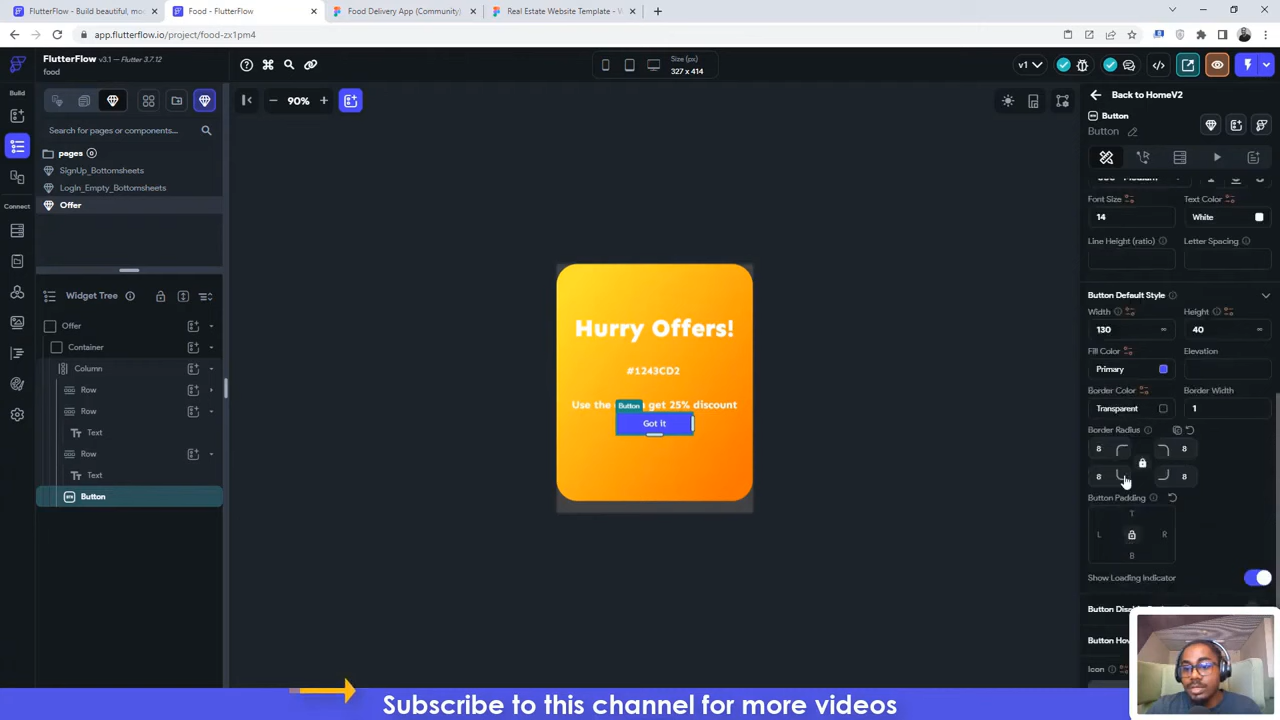 FlutterFlow - Build beautiful, mo
Food - FlutterFlow
Food Delivery App (Community)
Real Estate Website Template - W
app.flutterflow.io/project/food-zx1pm4
FlutterFlow v3.1 — Flutter 3.7.12
food
Size (px)
327 x 414
v1
Build
90%
Back to HomeV2
Search for pages or components...
Button
Button
pages 0
SignUp_Bottomsheets
LogIn_Empty_Bottomsheets
Offer
Connect
Font Size
Text Color
14
White
Line Height (ratio)
Letter Spacing
Widget Tree
Button Default Style
Width
Height
130
40
Offer
Container
Column
Row
Row
Text
Row
Text
Button
Hurry Offers!
#1243CD2
Use the
get 25% discount
Button
Got it
Fill Color
Elevation
Primary
Border Color
Border Width
Transparent
1
Border Radius
8
8
8
8
Button Padding
T
L
R
B
Show Loading Indicator
Button Dis
Button Hov
Icon
Subscribe to this channel for more videos